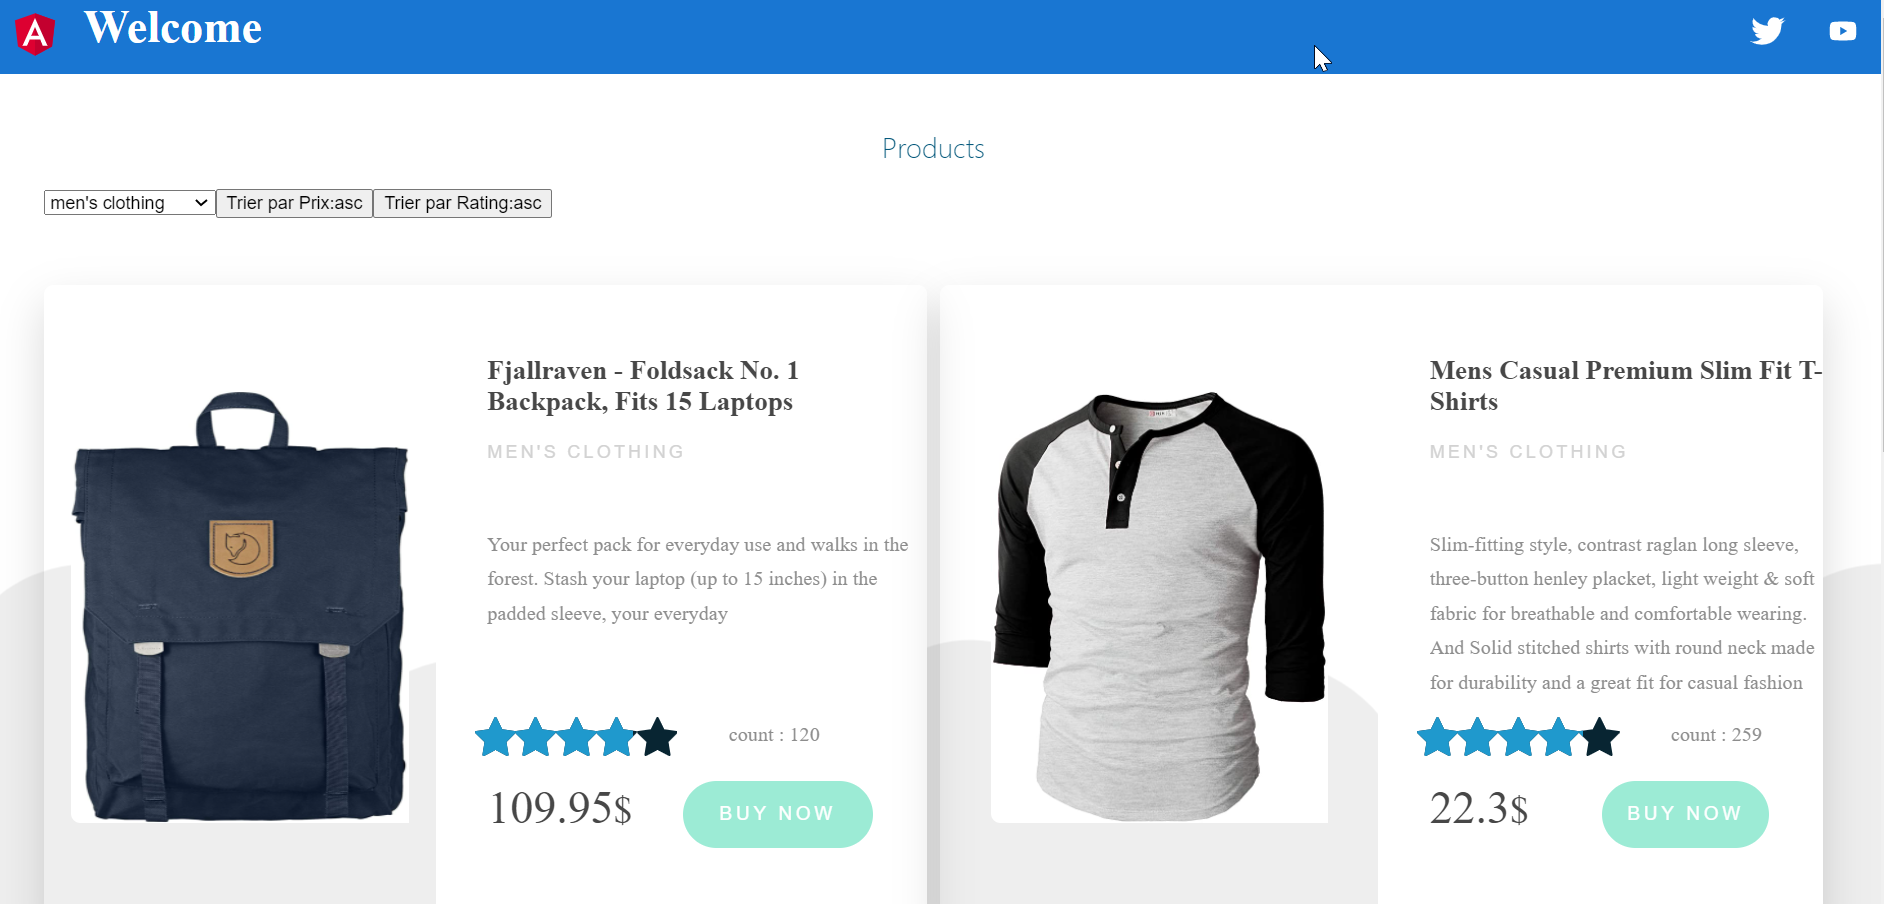 Welcome
Products
men's clothing
Trier par Prix:asc
Trier par Rating:asc
Fjallraven - Foldsack No. 1
Backpack, Fits 15 Laptops
MEN'S CLOTHING
Your perfect pack for everyday use and walks in the
forest. Stash your laptop (up to 15 inches) in the
padded sleeve, your everyday
count : 120
109.95$
BUY NOW
Mens Casual Premium Slim Fit T-
Shirts
MEN'S CLOTHING
Slim-fitting style, contrast raglan long sleeve,
three-button henley placket, light weight & soft
fabric for breathable and comfortable wearing.
And Solid stitched shirts with round neck made
for durability and a great fit for casual fashion
count : 259
22.3$
BUY NOW